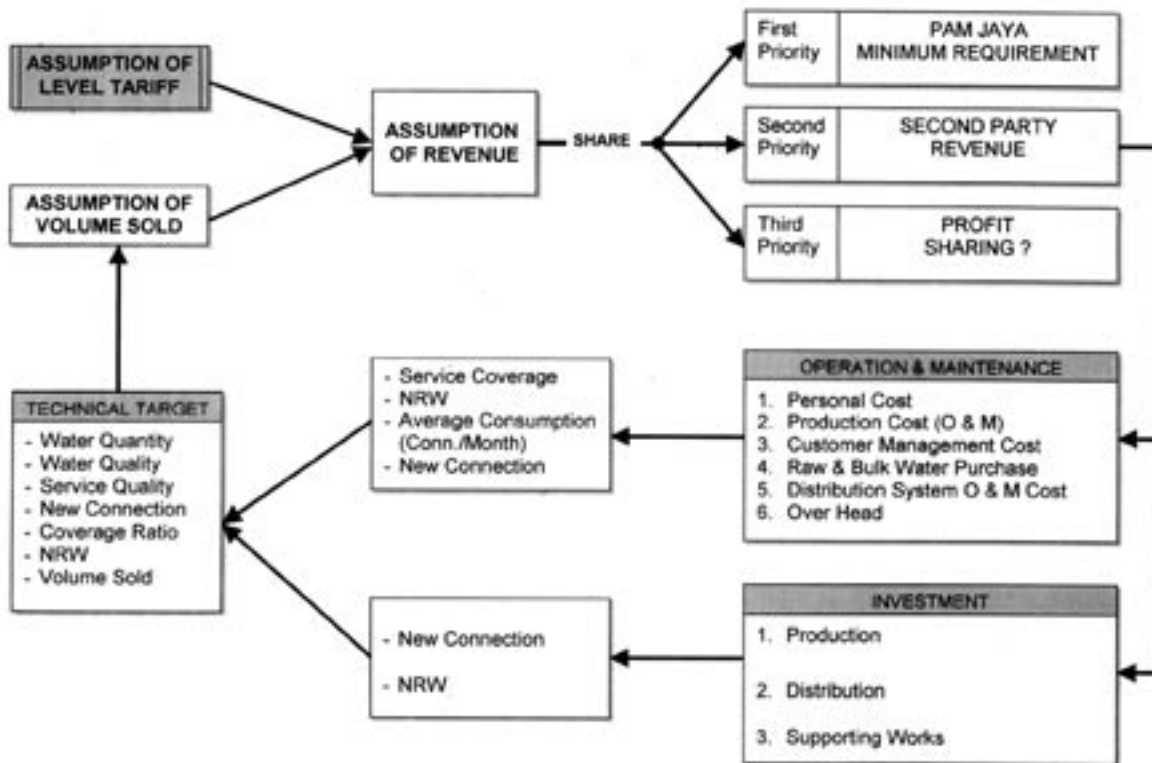 ASSUMPTION OF
LEVEL TARIFF
ASSUMPTION OF
VOLUME SOLD
ASSUMPTION
OF REVENUE
SHARE
First
Priority
PAM JAYA
MINIMUM REQUIREMENT
Second
Priority
SECOND PARTY
REVENUE
Third
Priority
PROFIT
SHARING ?
TECHNICAL TARGET
- Water Quantity
- Water Quality
- Service Quality
- New Connection
- Coverage Ratio
- NRW
- Volume Sold
- Service Coverage
- NRW
- Average Consumption
(Conn./Month)
- New Connection
OPERATION & MAINTENANCE
1. Personal Cost
2. Production Cost (O & M)
3. Customer Management Cost
4. Raw & Bulk Water Purchase
5. Distribution System O & M Cost
6. Over Head
- New Connection
- NRW
INVESTMENT
1. Production
2. Distribution
3. Supporting Works